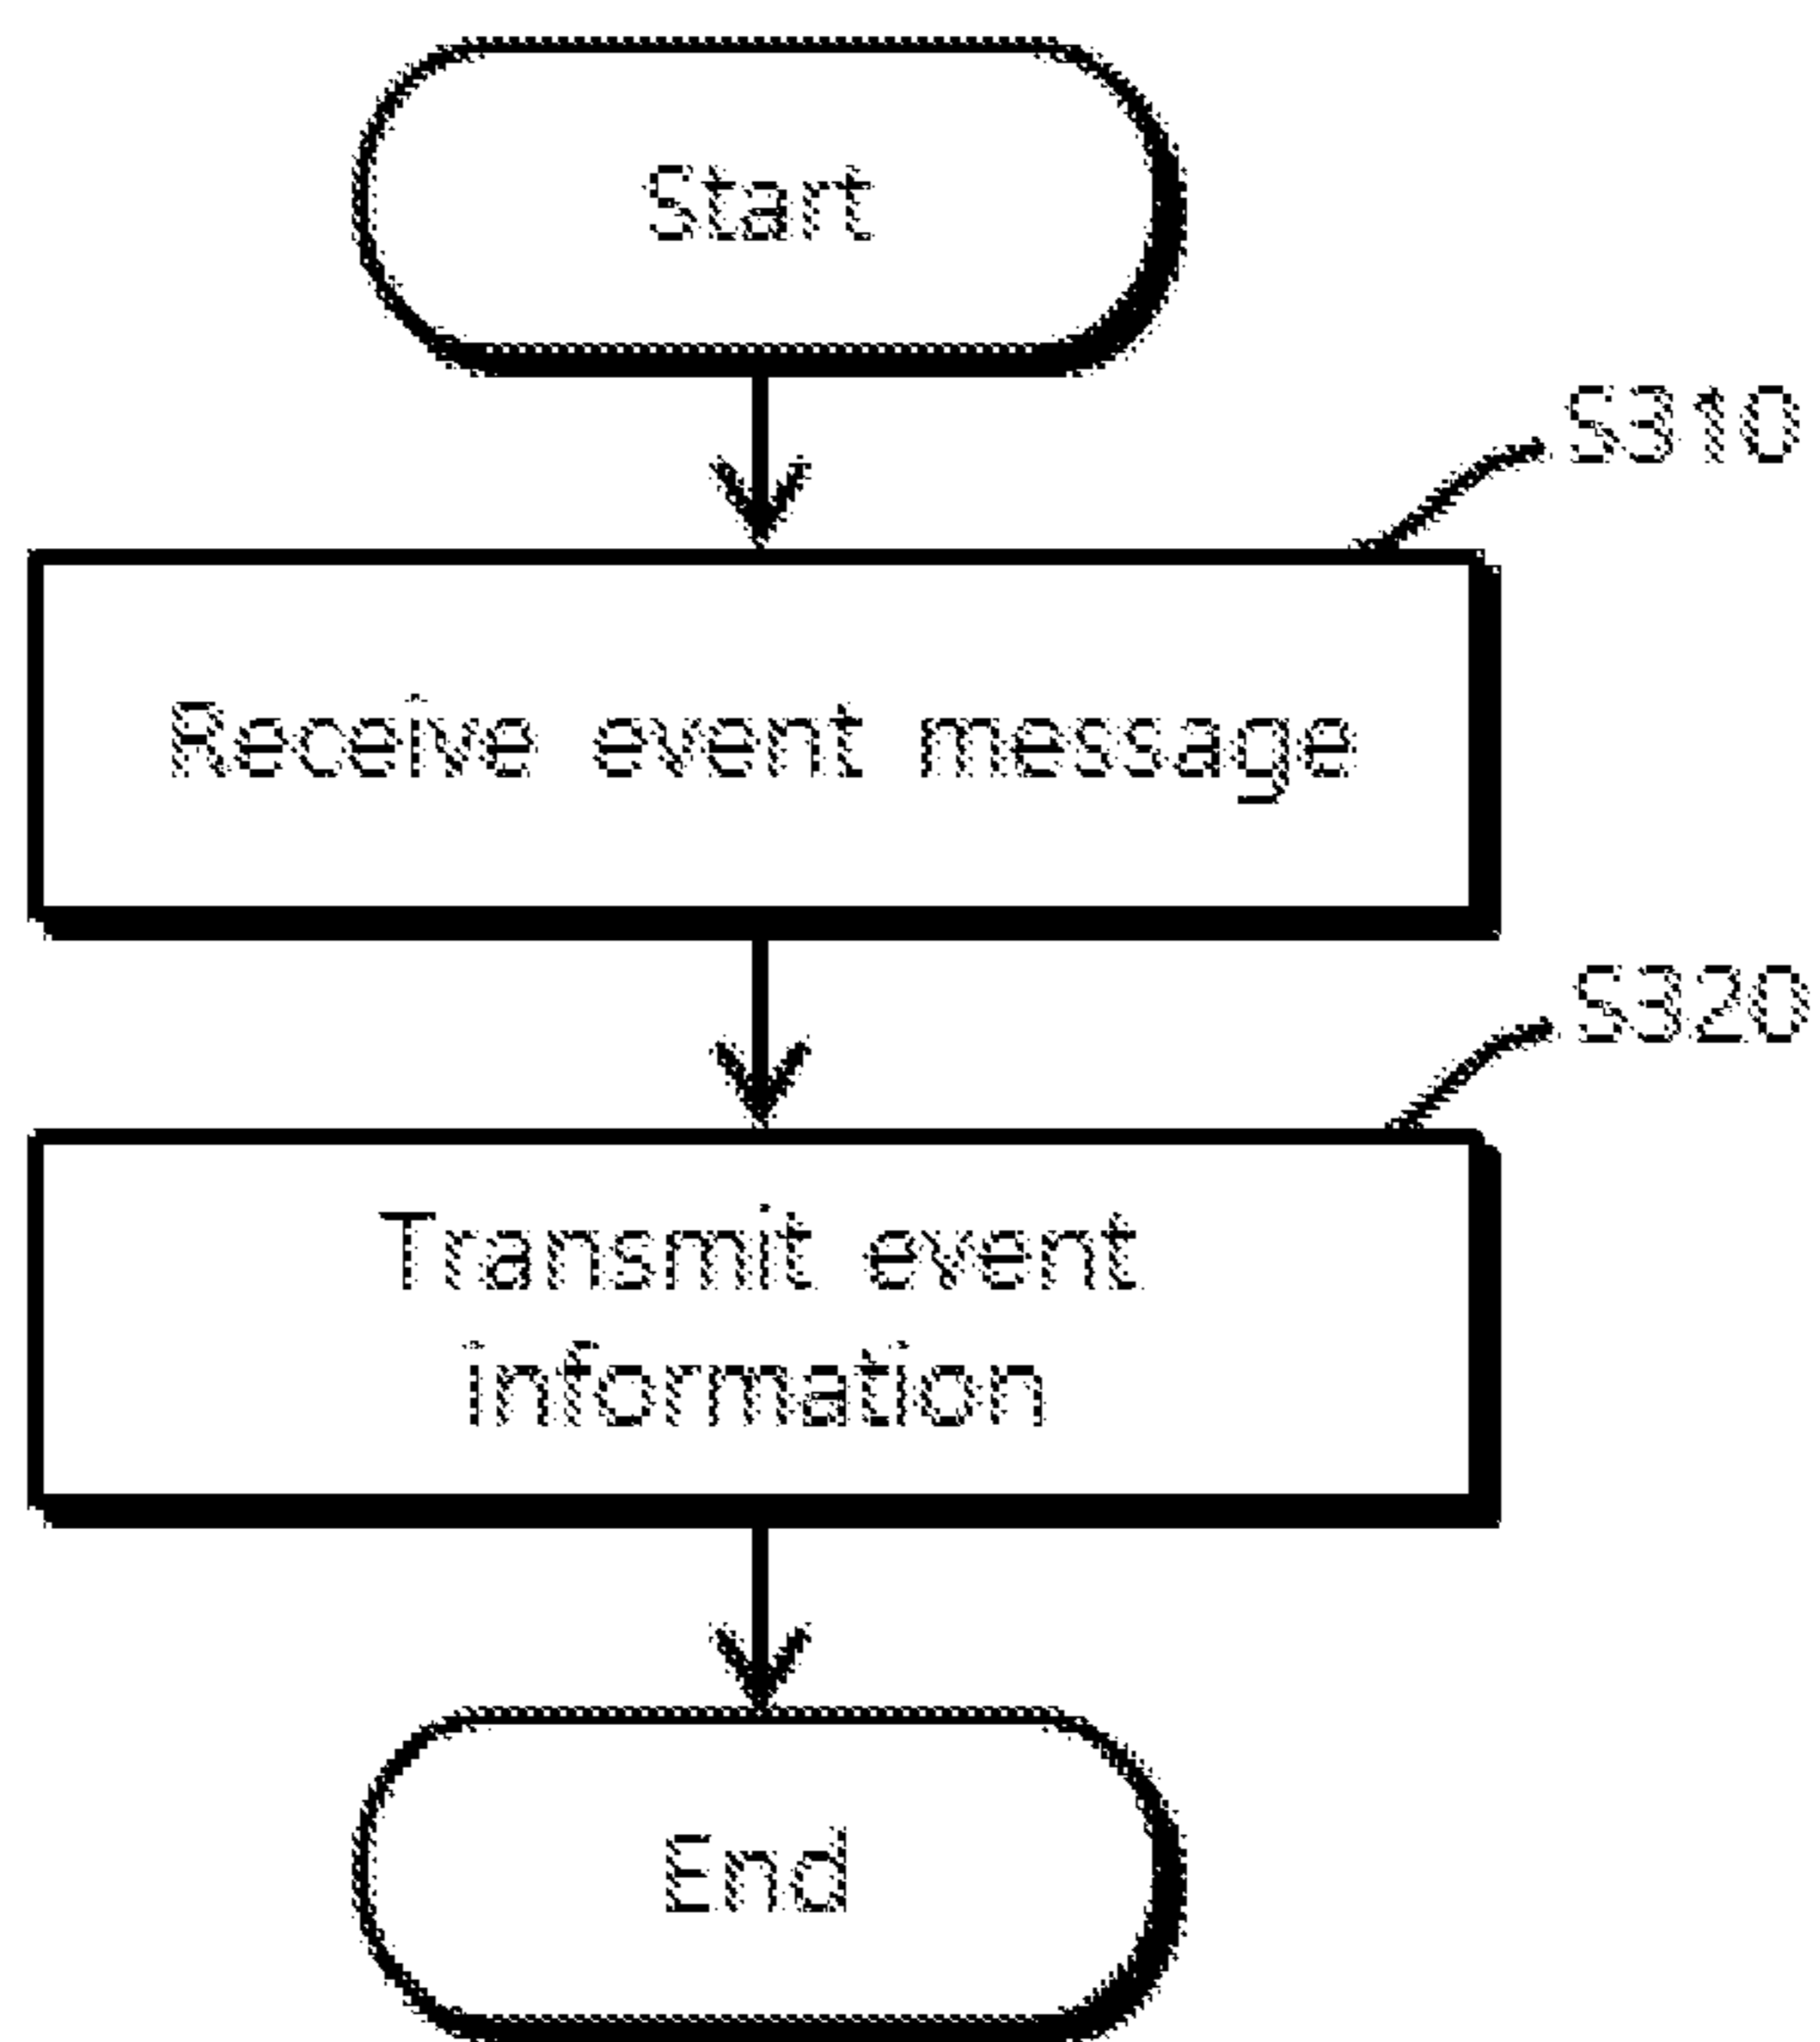 Start
S310
Receive event message
S320
Transmit event
information
End